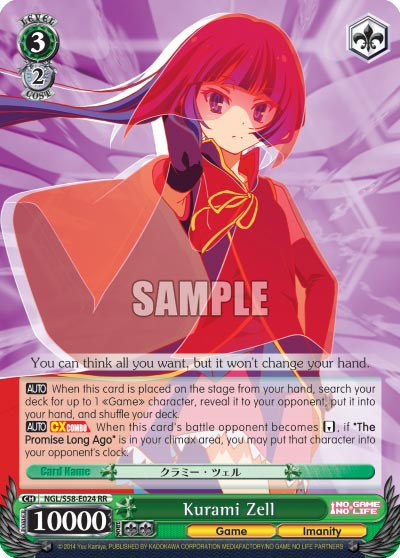 LEVEL
3
2
COST
SAMPLE
You can think all you want, but it won't change your hand.
AUTO When this card is placed on the stage from your hand, search your
deck for up to 1 «Game» character, reveal it to your opponent, put it
into your hand, and shuffle your deck.
AUTO CXCOMBO When this card's battle opponent becomes [ ], if "The
Promise Long Ago" is in your climax area, you may put that character
into your opponent's clock.
Card Name クラミー・ツェル
CH NGL/S58-E024 RR
POWER 10000 Kurami Zell NO GAME
NO LIFE
Game Imanity
©2014 Yuu Kamiya, PUBLISHED BY KADOKAWA CORPORATION MEDIAFACTORY/NO GAME NO LIFE PARTNERS